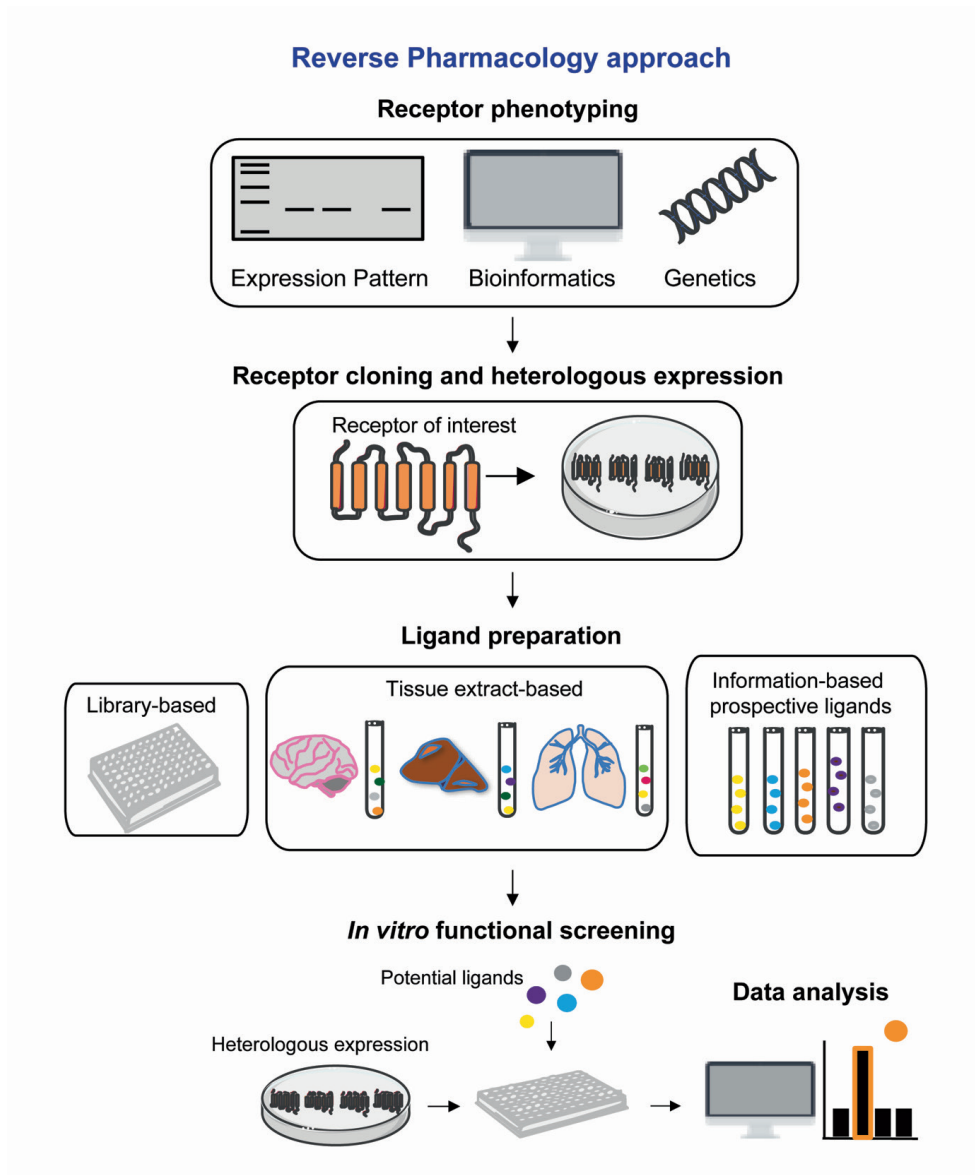 Reverse Pharmacology approach
Receptor phenotyping
Expression Pattern
Bioinformatics
Genetics
Receptor cloning and heterologous expression
Receptor of interest
Ligand preparation
Library-based
Tissue extract-based
Information-based
prospective ligands
In vitro functional screening
Potential ligands
Data analysis
Heterologous expression